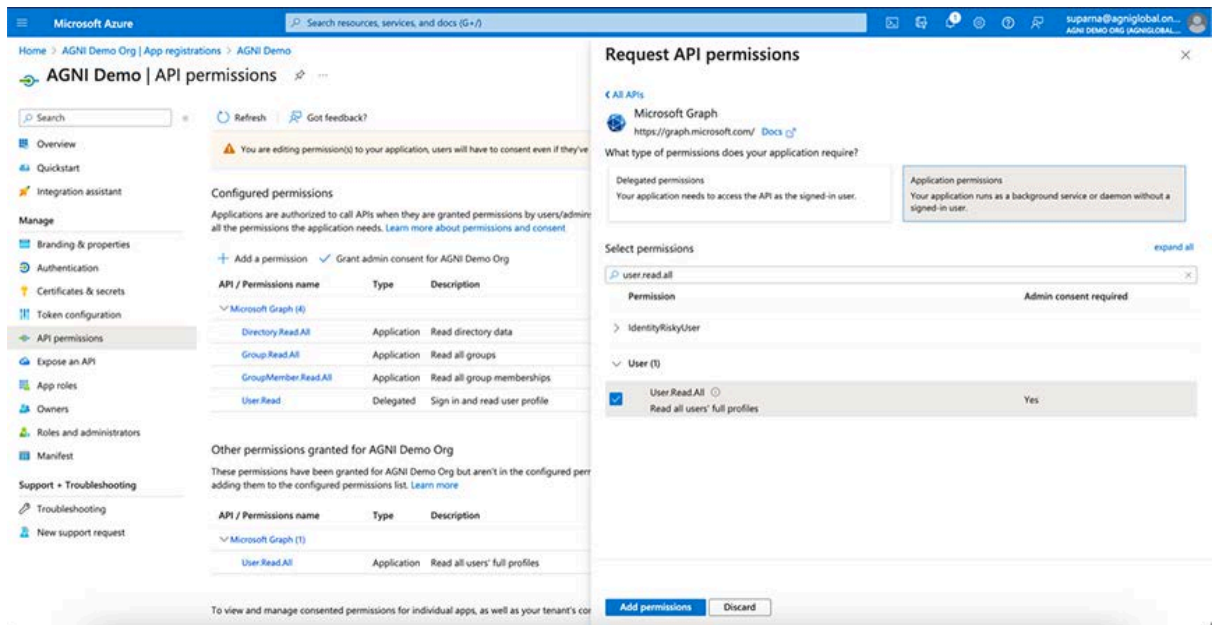 Microsoft Azure
Search resources, services, and docs (G+/)
suparna@agniglobal.on...
AGNI DEMO ORG (AGNIGLOBAL....
Home > AGNI Demo Org | App registrations > AGNI Demo
AGNI Demo | API permissions
Search
Overview
Quickstart
Integration assistant
Manage
Branding & properties
Authentication
Certificates & secrets
Token configuration
API permissions
Expose an API
App roles
Owners
Roles and administrators
Manifest
Support + Troubleshooting
Troubleshooting
New support request
Refresh Got feedback?
You are editing permission(s) to your application, users will have to consent even if they've
Configured permissions
Applications are authorized to call APIs when they are granted permissions by users/admins
all the permissions the application needs. Learn more about permissions and consent
Add a permission Grant admin consent for AGNI Demo Org
API / Permissions name Type Description
Microsoft Graph (4)
Directory.Read.All Application Read directory data
Group.Read.All Application Read all groups
GroupMember.Read.All Application Read all group memberships
User.Read Delegated Sign in and read user profile
Other permissions granted for AGNI Demo Org
These permissions have been granted for AGNI Demo Org but aren't in the configured perm
adding them to the configured permissions list. Learn more
API / Permissions name Type Description
Microsoft Graph (1)
User.Read.All Application Read all users' full profiles
To view and manage consented permissions for individual apps, as well as your tenant's con
Request API permissions
All APIs
Microsoft Graph
https://graph.microsoft.com/ Docs
What type of permissions does your application require?
Delegated permissions
Your application needs to access the API as the signed-in user.
Application permissions
Your application runs as a background service or daemon without a
signed-in user.
Select permissions expand all
user.read.all
Permission Admin consent required
IdentityRiskyUser
User (1)
User.Read.All Yes
Read all users' full profiles
Add permissions Discard